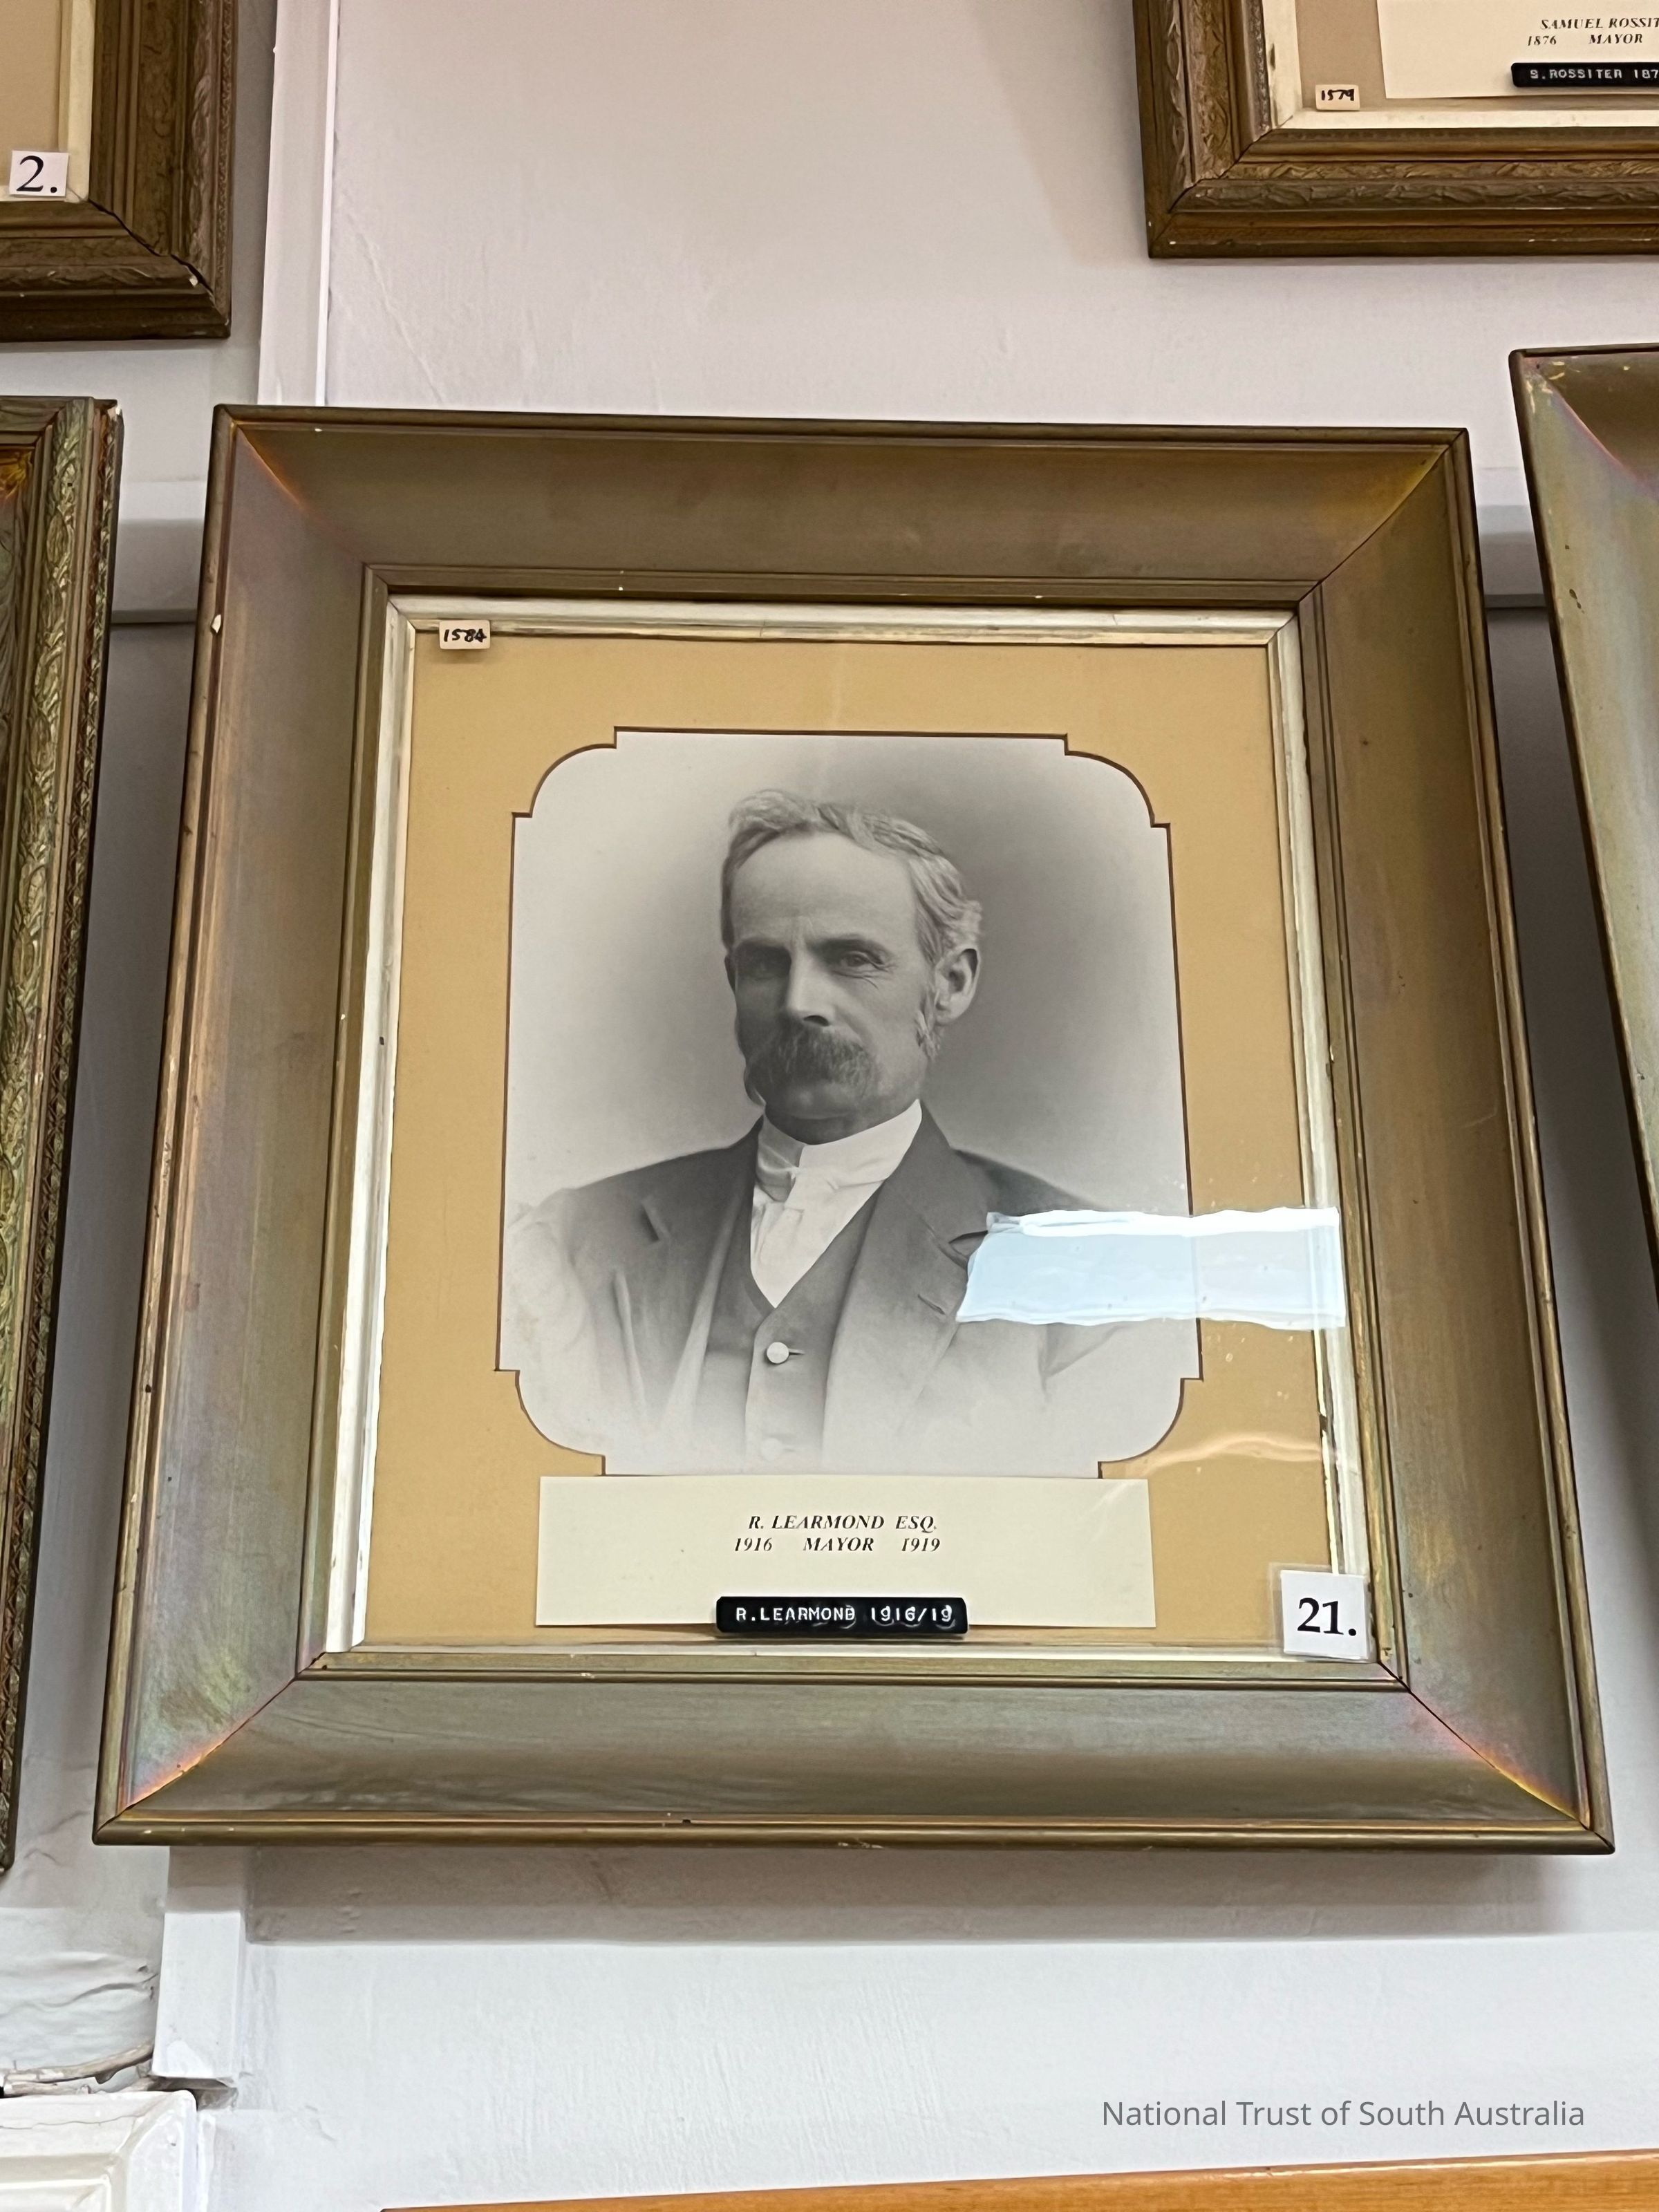 SAMUEL ROSSIT
1876 MAYOR
S.ROSSITER 187
1579
2.
1584
R. LEARMOND ESQ.
1916 MAYOR 1919
R.LEARMOND 1916/19
21.
National Trust of South Australia